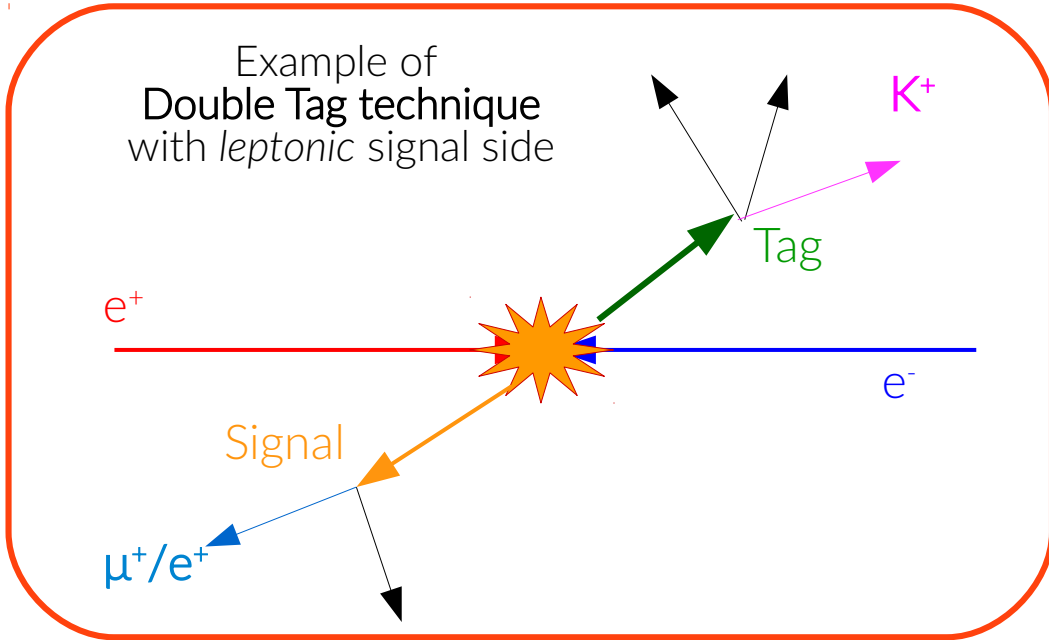 Example of
Double Tag technique
with leptonic signal side
K⁺
Tag
e⁺
e⁻
Signal
μ⁺/e⁺